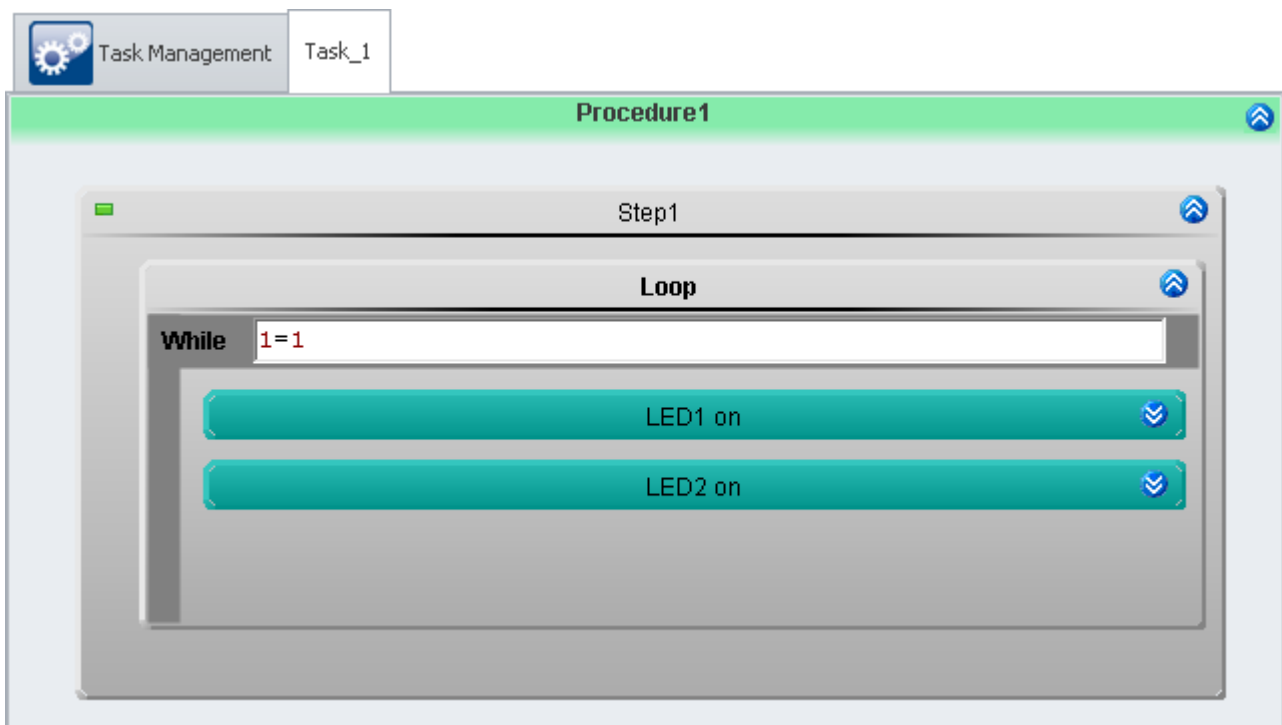 Task Management
Task_1
Procedure1
Step1
Loop
While 1=1
LED1 on
LED2 on